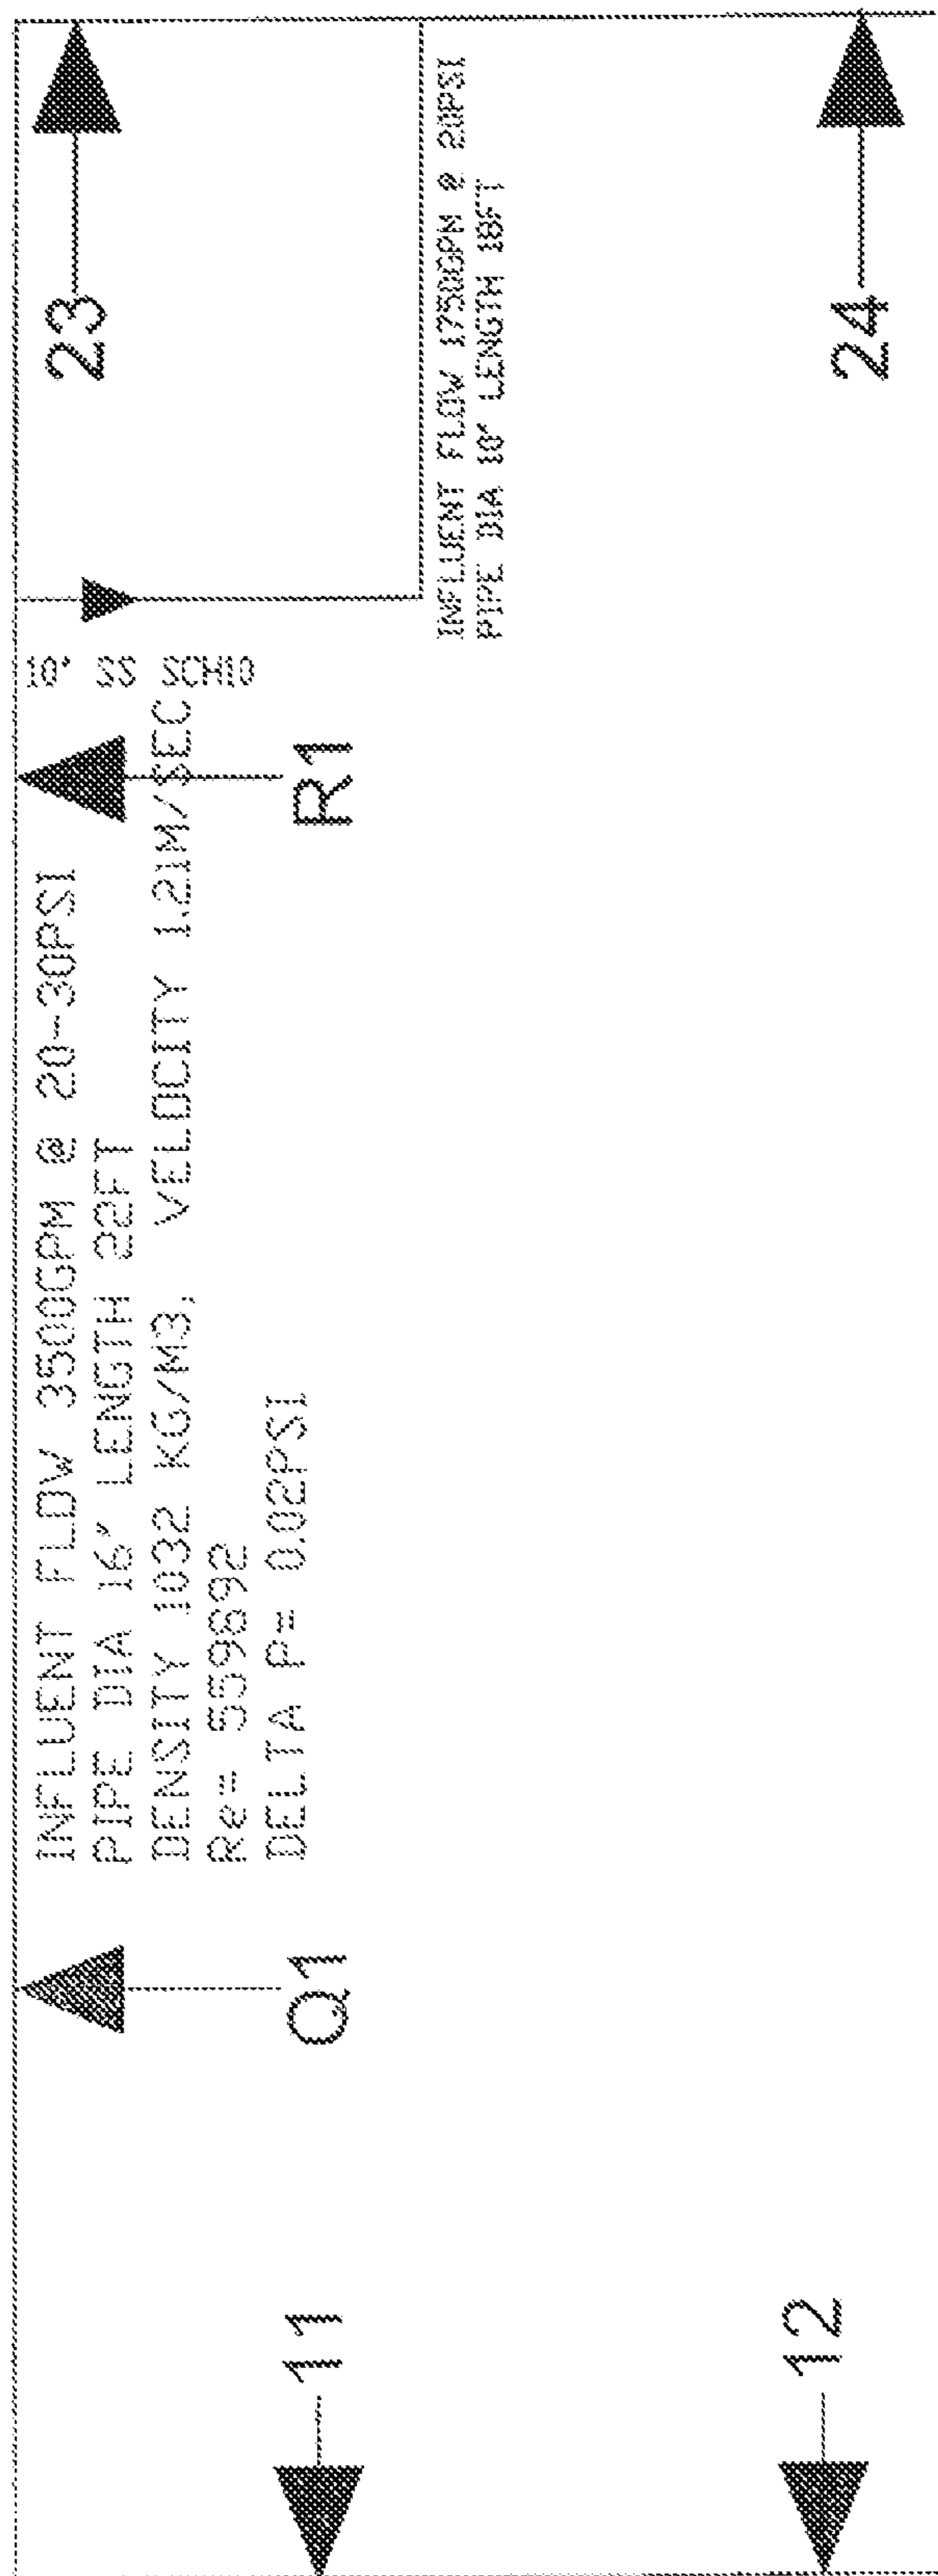 INFLUENT FLOW 3500GPM @ 20-30PSI
PIPE DIA 16" LENGTH 22FT
DENSITY 1032 KG/M3, VELOCITY 1.21M/SEC
Re= 559892
DELTA P= 0.02PSI
10" SS SCH10
INFLUENT FLOW 1750GPM @ 20PSI
PIPE DIA 10" LENGTH 18FT
Q1
R1
11
12
23
24